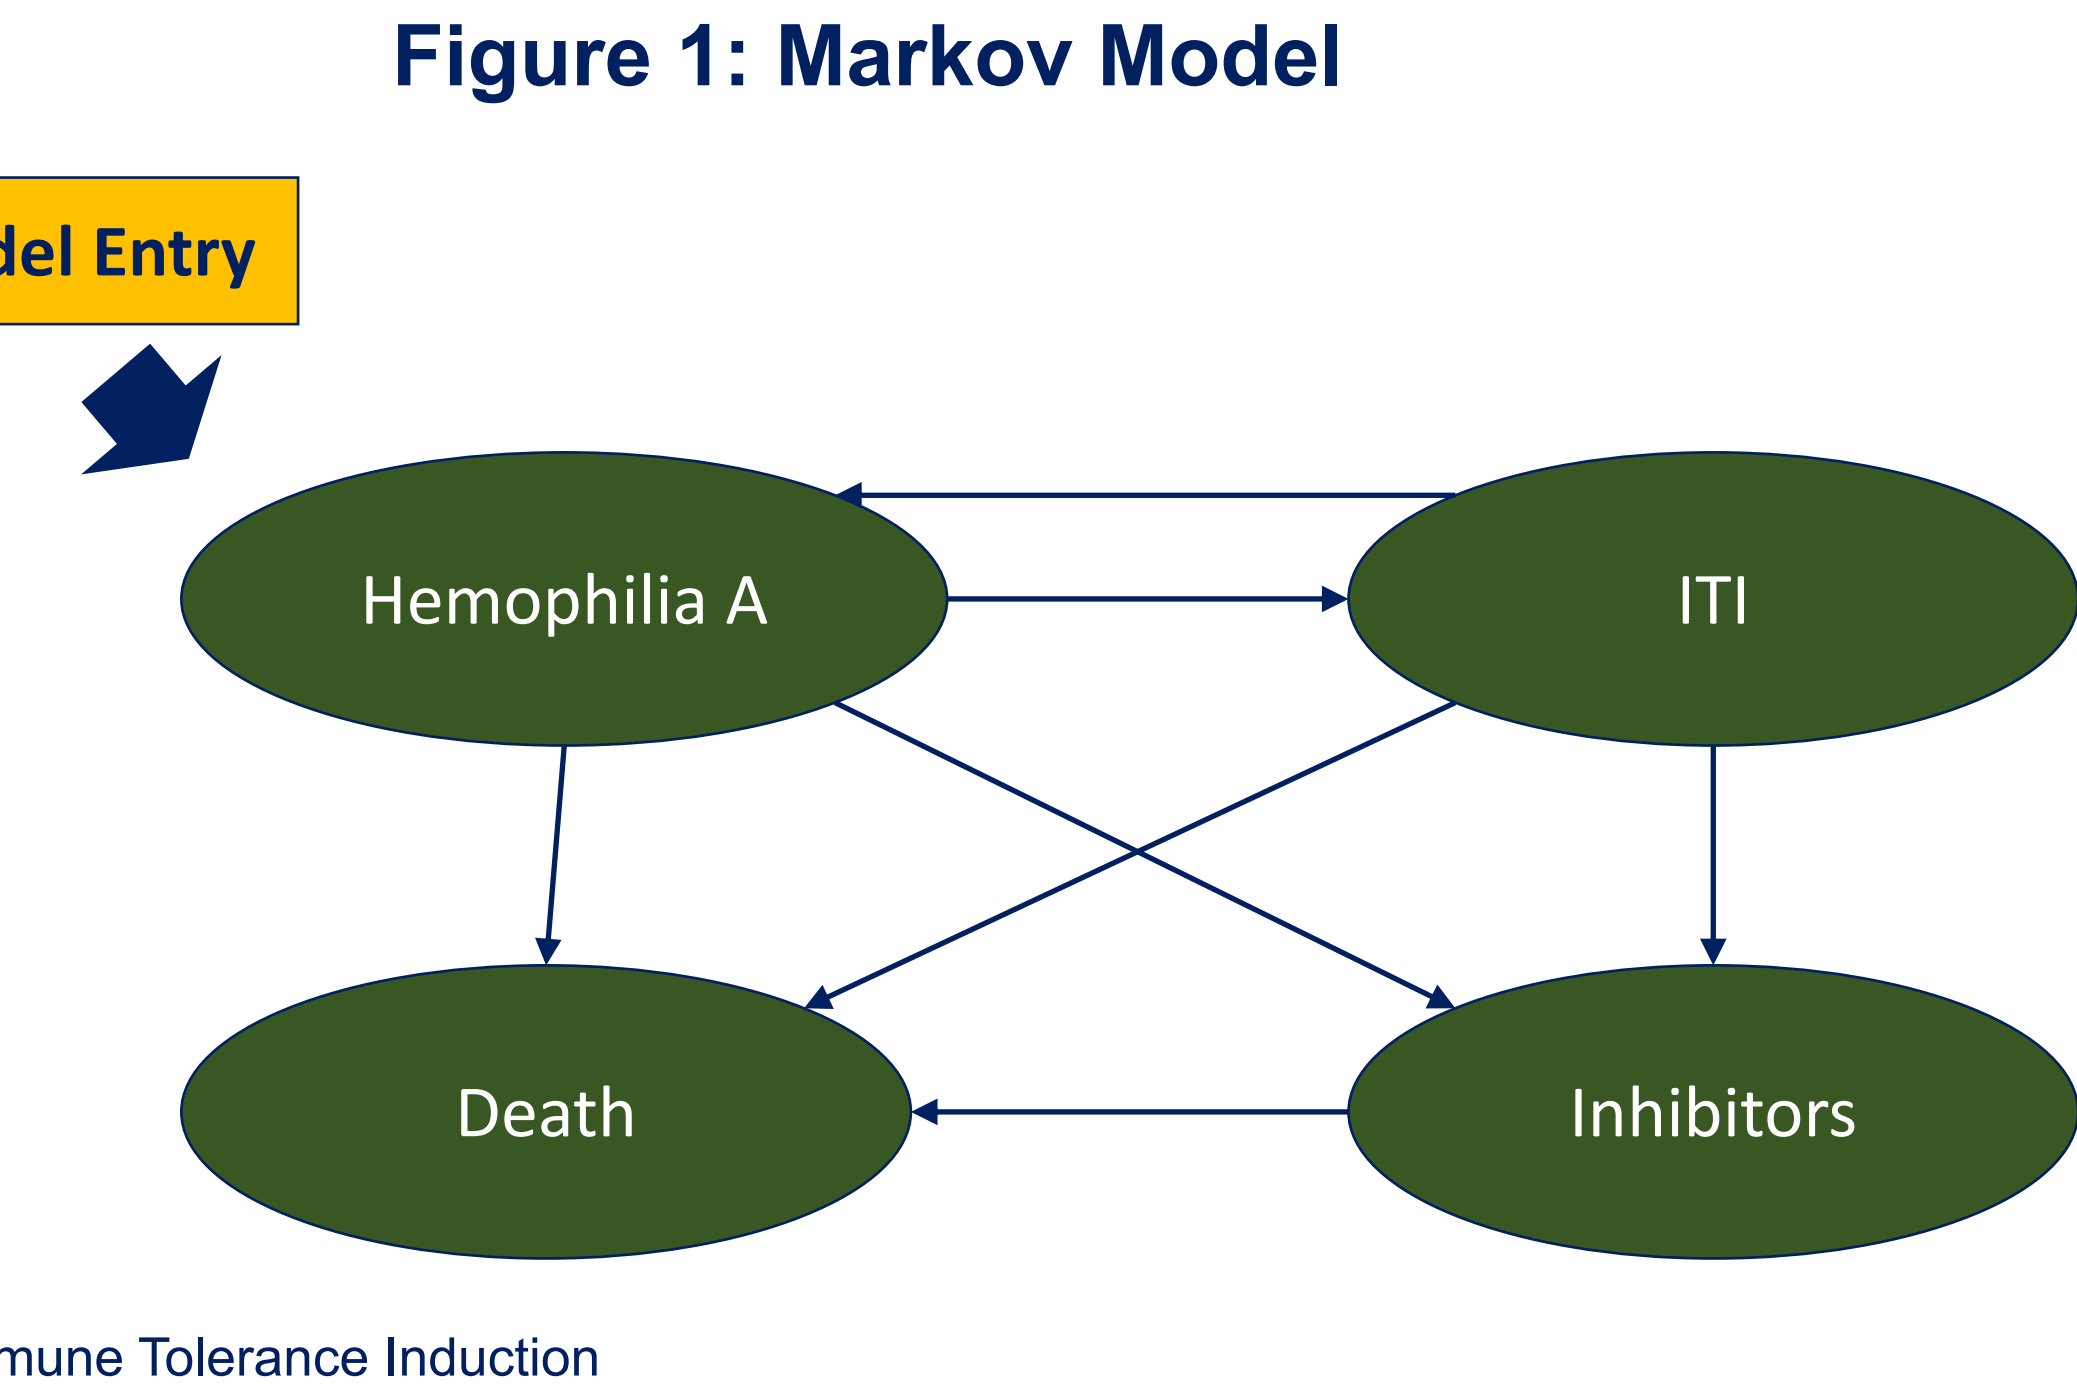 Figure 1: Markov Model
del Entry
Hemophilia A
ITI
Death
Inhibitors
mune Tolerance Induction